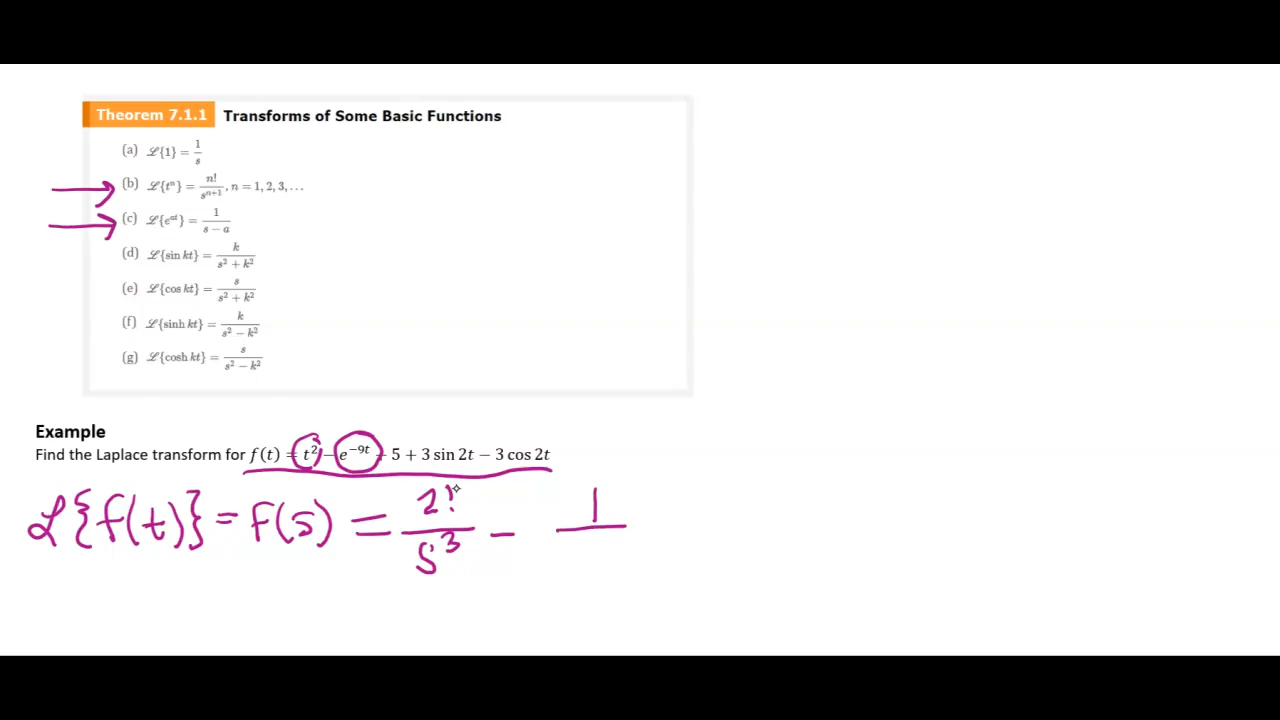 Theorem 7.1.1 Transforms of Some Basic Functions
(a) ℒ{1} = 1/s
(b) ℒ{tⁿ} = n!/sⁿ⁺¹, n = 1, 2, 3, …
(c) ℒ{eᵃᵗ} = 1/(s − a)
(d) ℒ{sin kt} = k/(s² + k²)
(e) ℒ{cos kt} = s/(s² + k²)
(f) ℒ{sinh kt} = k/(s² − k²)
(g) ℒ{cosh kt} = s/(s² − k²)
Example
Find the Laplace transform for f(t) = t² − e⁻⁹ᵗ + 5 + 3 sin 2t − 3 cos 2t
ℒ{f(t)} = F(s) = 2!/s³ − 1/